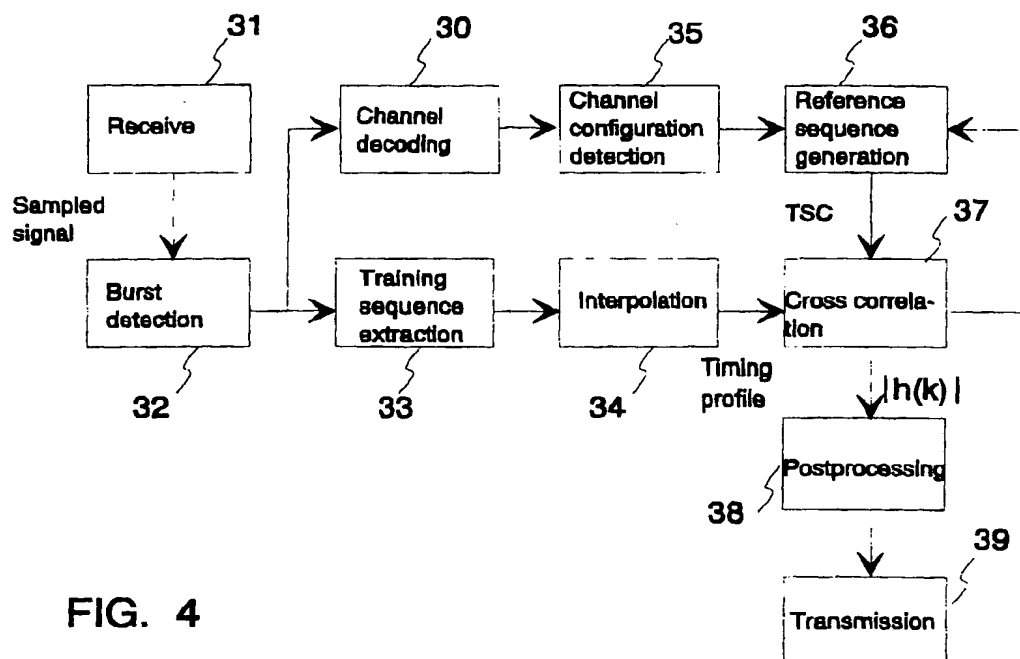 31
30
35
36
Receive
Channel
decoding
Channel
configuration
detection
Reference
sequence
generation
Sampled
signal
TSC
37
Burst
detection
Training
sequence
extraction
Interpolation
Cross correla-
tion
32
33
34
Timing
profile
|h(k)|
Postprocessing
38
39
Transmission
FIG. 4